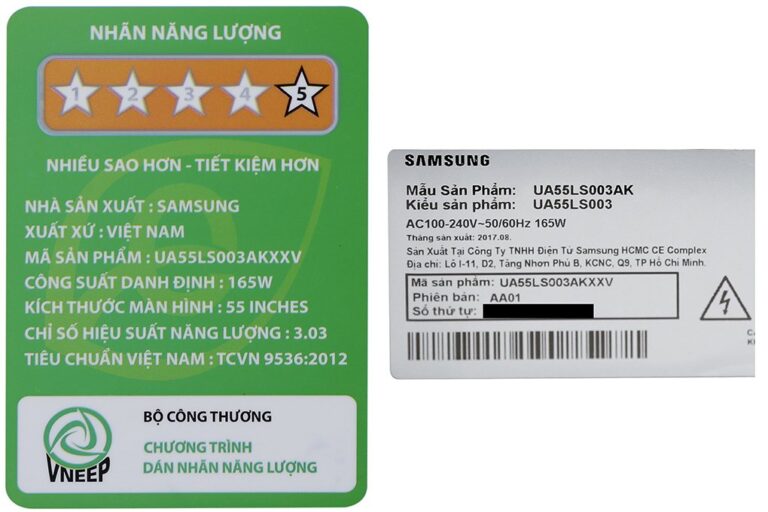 NHÃN NĂNG LƯỢNG
1 2 3 4 5
NHIỀU SAO HƠN - TIẾT KIỆM HƠN
NHÀ SẢN XUẤT : SAMSUNG
XUẤT XỨ : VIỆT NAM
MÃ SẢN PHẨM : UA55LS003AKXXV
CÔNG SUẤT DANH ĐỊNH : 165W
KÍCH THƯỚC MÀN HÌNH : 55 INCHES
CHỈ SỐ HIỆU SUẤT NĂNG LƯỢNG : 3.03
TIÊU CHUẨN VIỆT NAM : TCVN 9536:2012
VNEEP
BỘ CÔNG THƯƠNG
CHƯƠNG TRÌNH
DÁN NHÃN NĂNG LƯỢNG
SAMSUNG
Mẫu Sản Phẩm: UA55LS003AK
Kiểu sản phẩm: UA55LS003
AC100-240V~50/60Hz 165W
Tháng sản xuất: 2017.08.
Sản Xuất Tại Công Ty TNHH Điện Tử Samsung HCMC CE Complex
Địa chỉ: Lô I-11, D2, Tăng Nhơn Phú B, KCNC, Q9, TP Hồ Chí Minh.
Mã sản phẩm: UA55LS003AKXXV
Phiên bản: AA01
Số thứ tự: